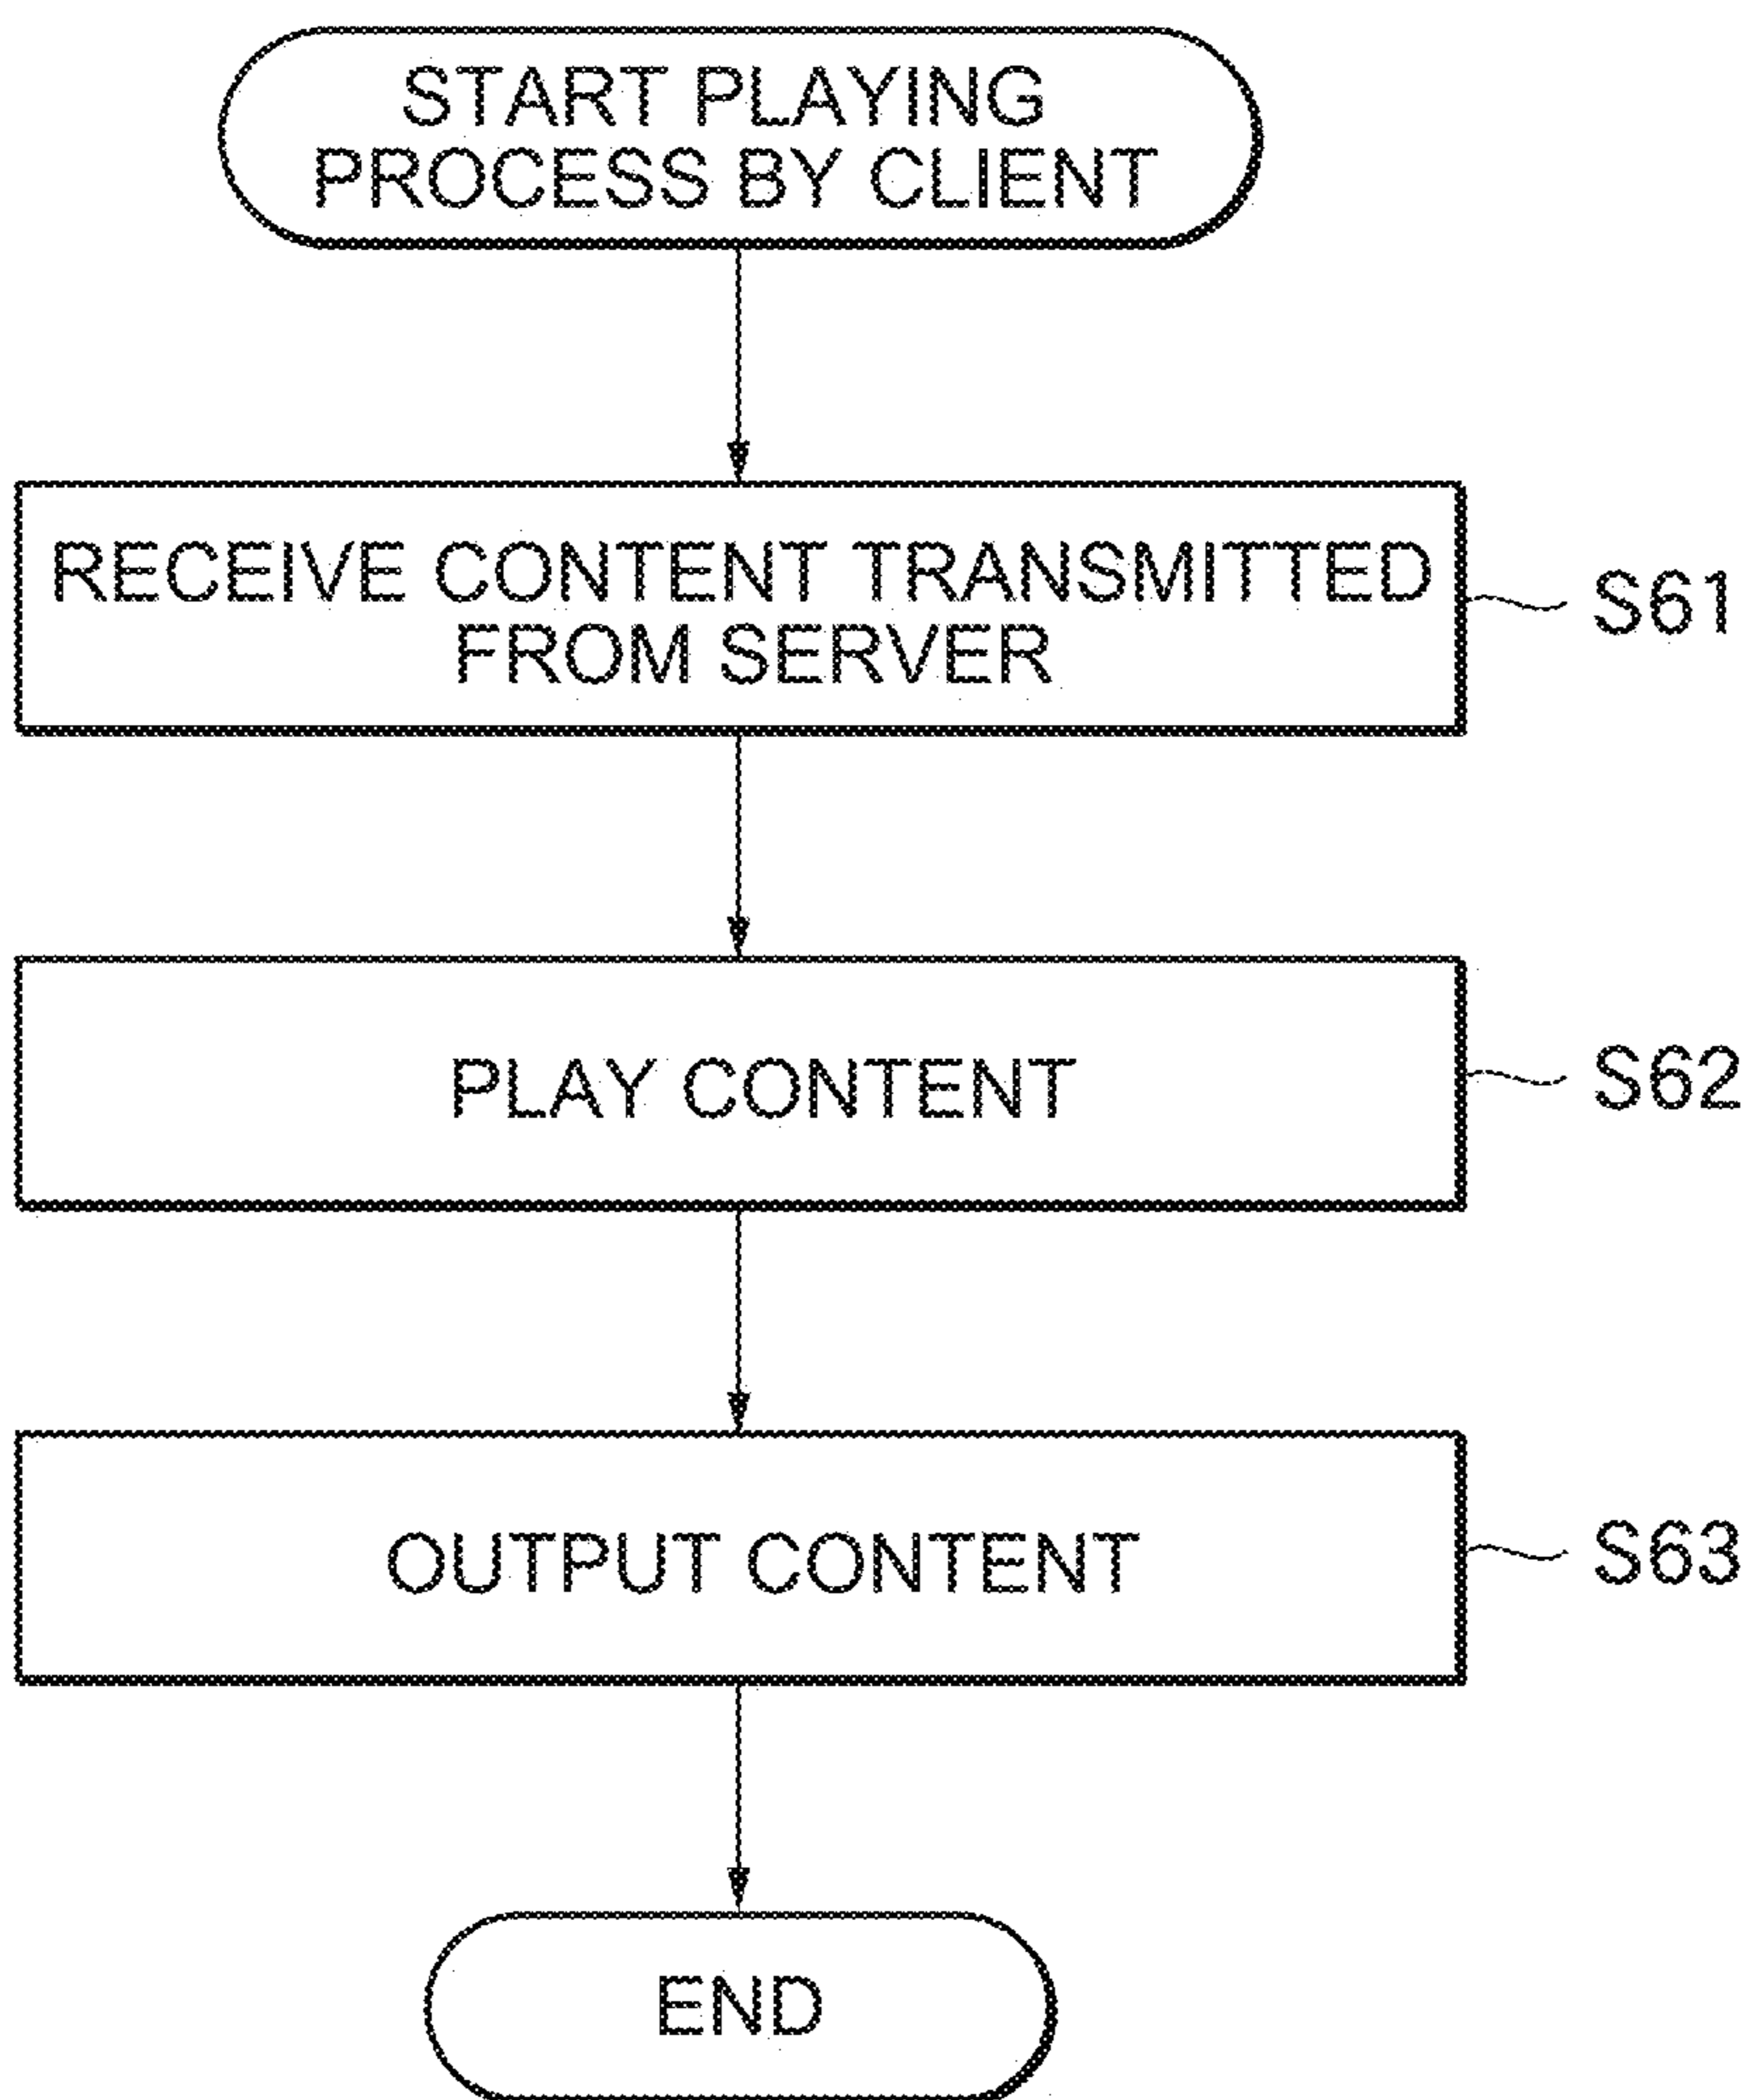 START PLAYING
PROCESS BY CLIENT
RECEIVE CONTENT TRANSMITTED
FROM SERVER
S61
PLAY CONTENT
S62
OUTPUT CONTENT
S63
END